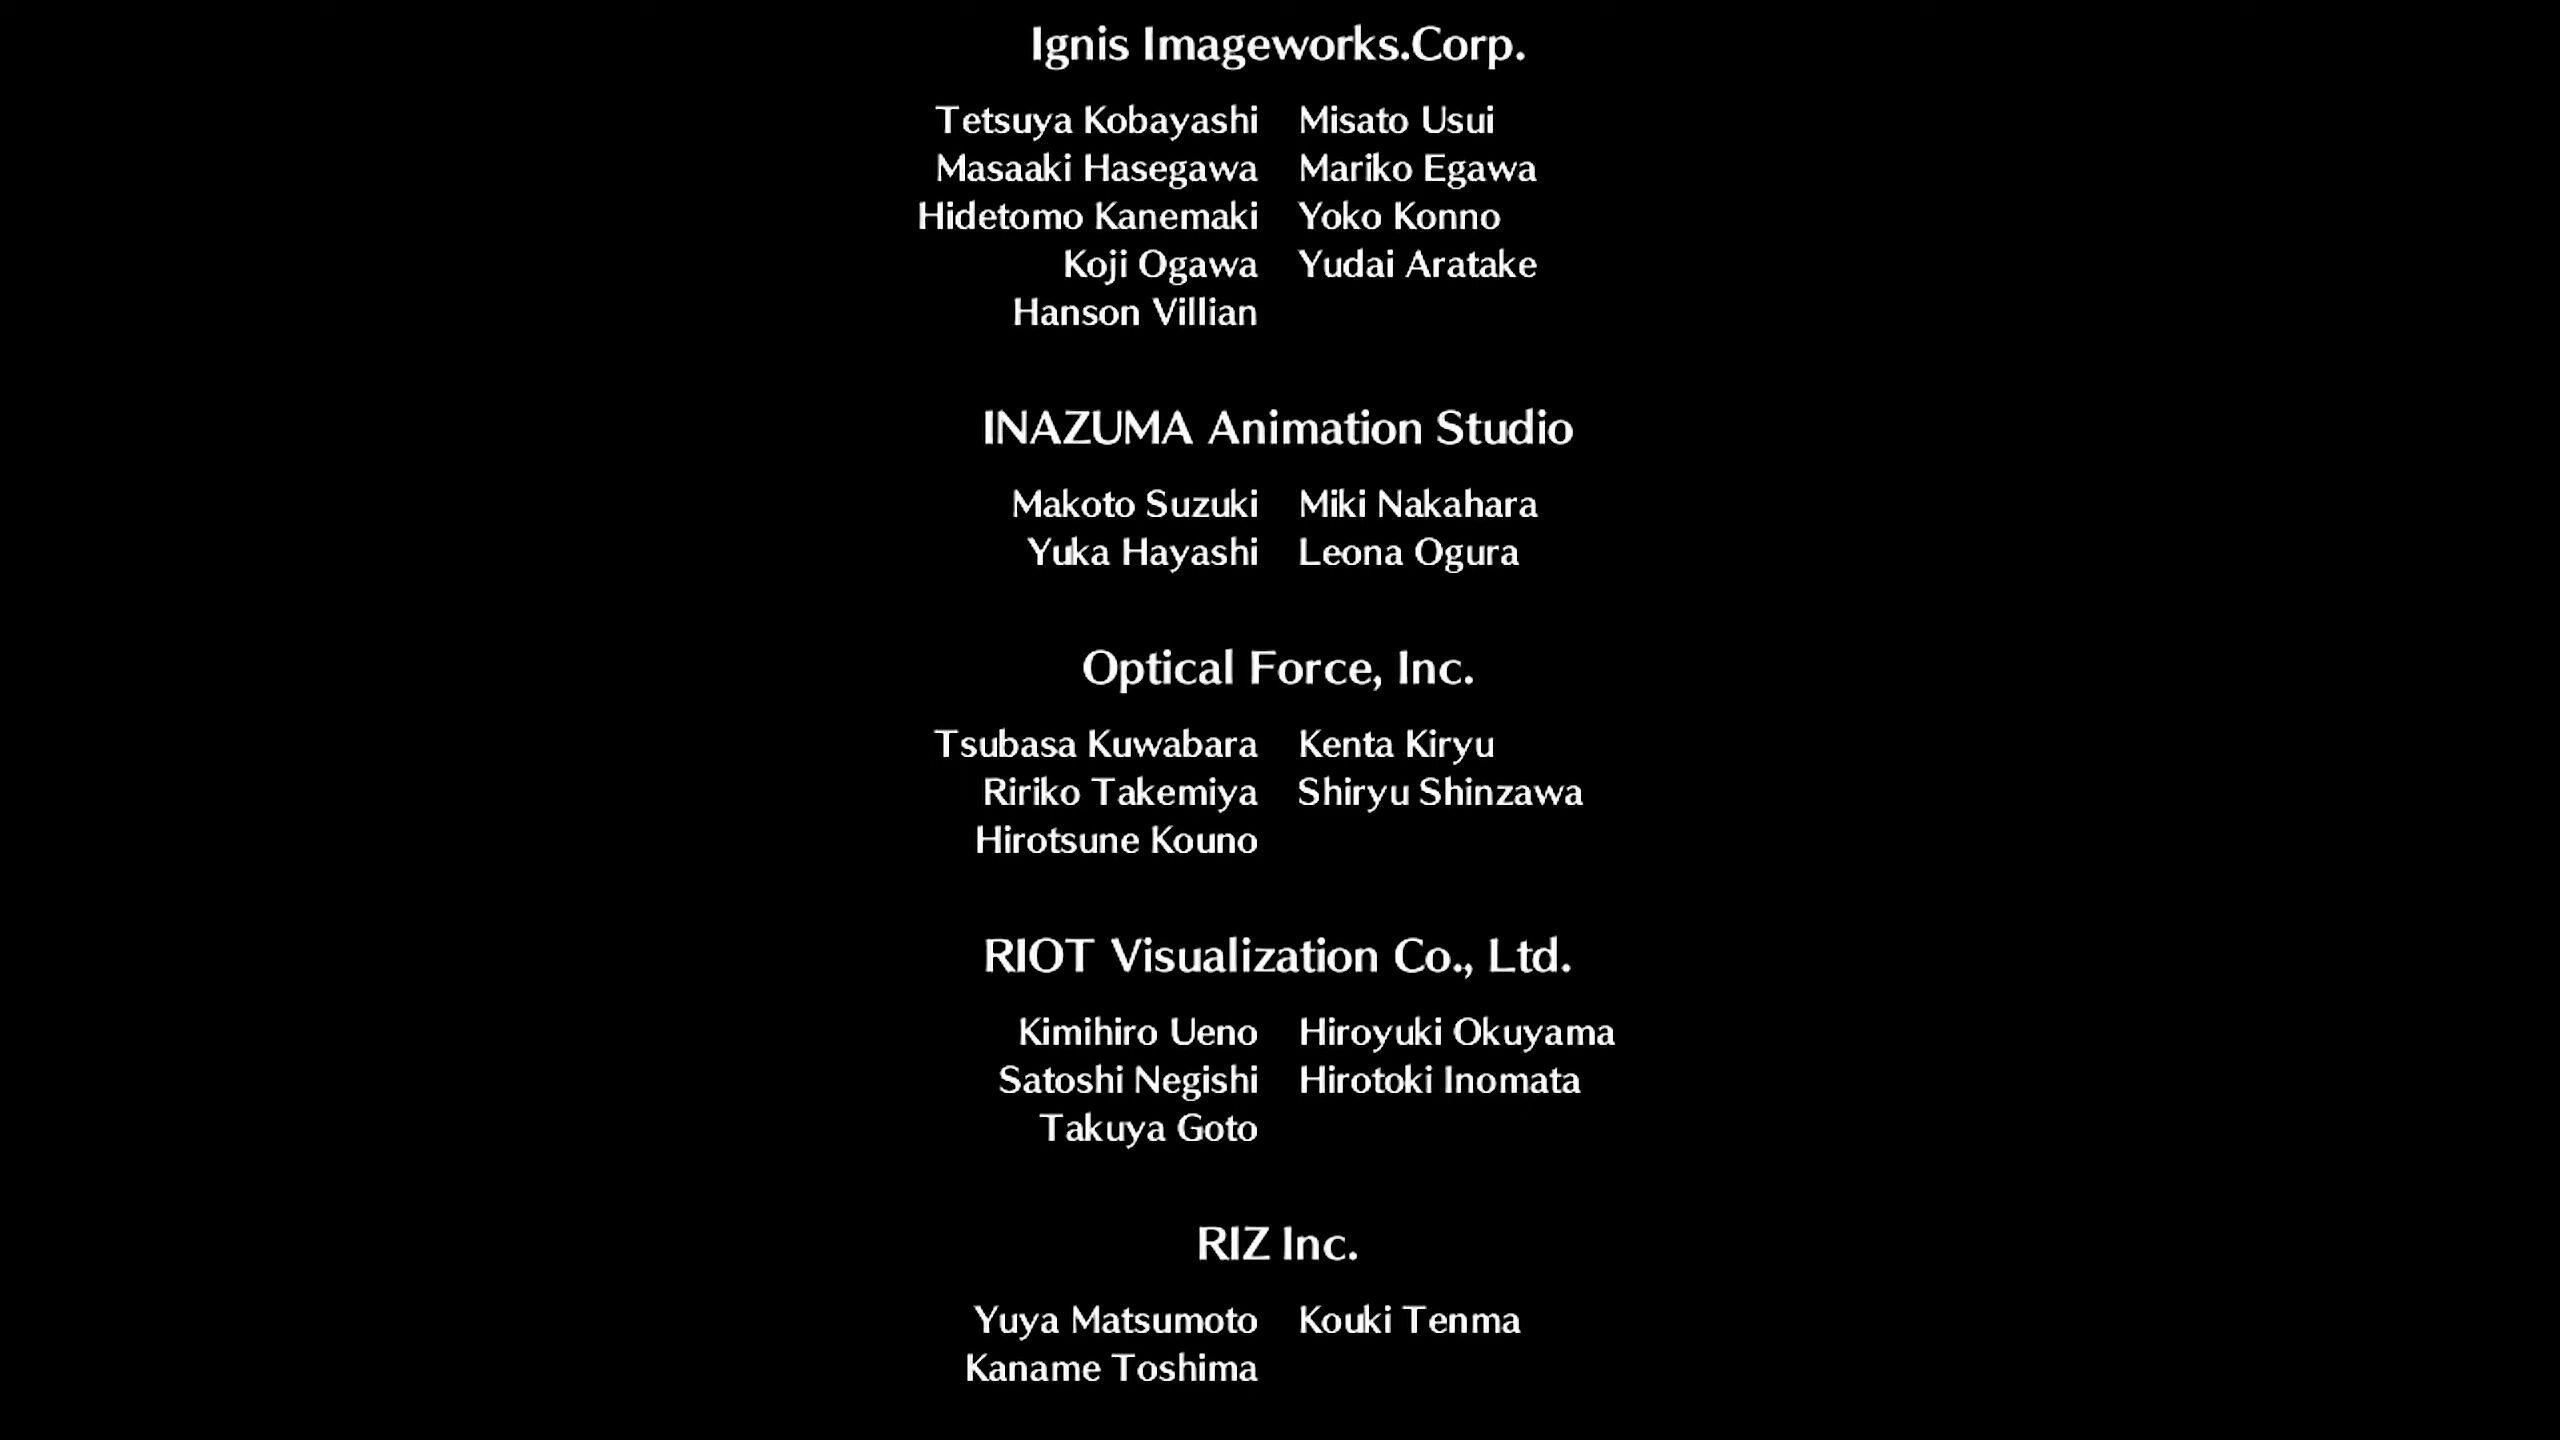 Ignis Imageworks.Corp.
Tetsuya Kobayashi Misato Usui
Masaaki Hasegawa Mariko Egawa
Hidetomo Kanemaki Yoko Konno
Koji Ogawa Yudai Aratake
Hanson Villian
INAZUMA Animation Studio
Makoto Suzuki Miki Nakahara
Yuka Hayashi Leona Ogura
Optical Force, Inc.
Tsubasa Kuwabara Kenta Kiryu
Ririko Takemiya Shiryu Shinzawa
Hirotsune Kouno
RIOT Visualization Co., Ltd.
Kimihiro Ueno Hiroyuki Okuyama
Satoshi Negishi Hirotoki Inomata
Takuya Goto
RIZ Inc.
Yuya Matsumoto Kouki Tenma
Kaname Toshima